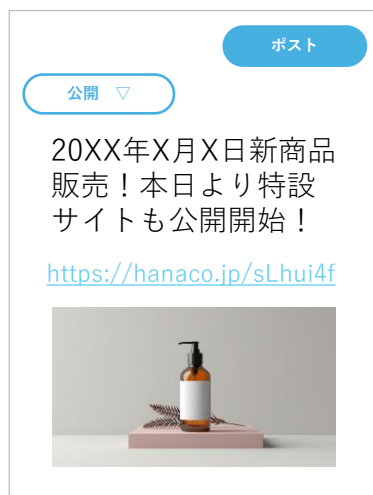 ポスト
公開 ▽
20XX年X月X日新商品
販売！本日より特設
サイトも公開開始！
https://hanaco.jp/sLhui4f